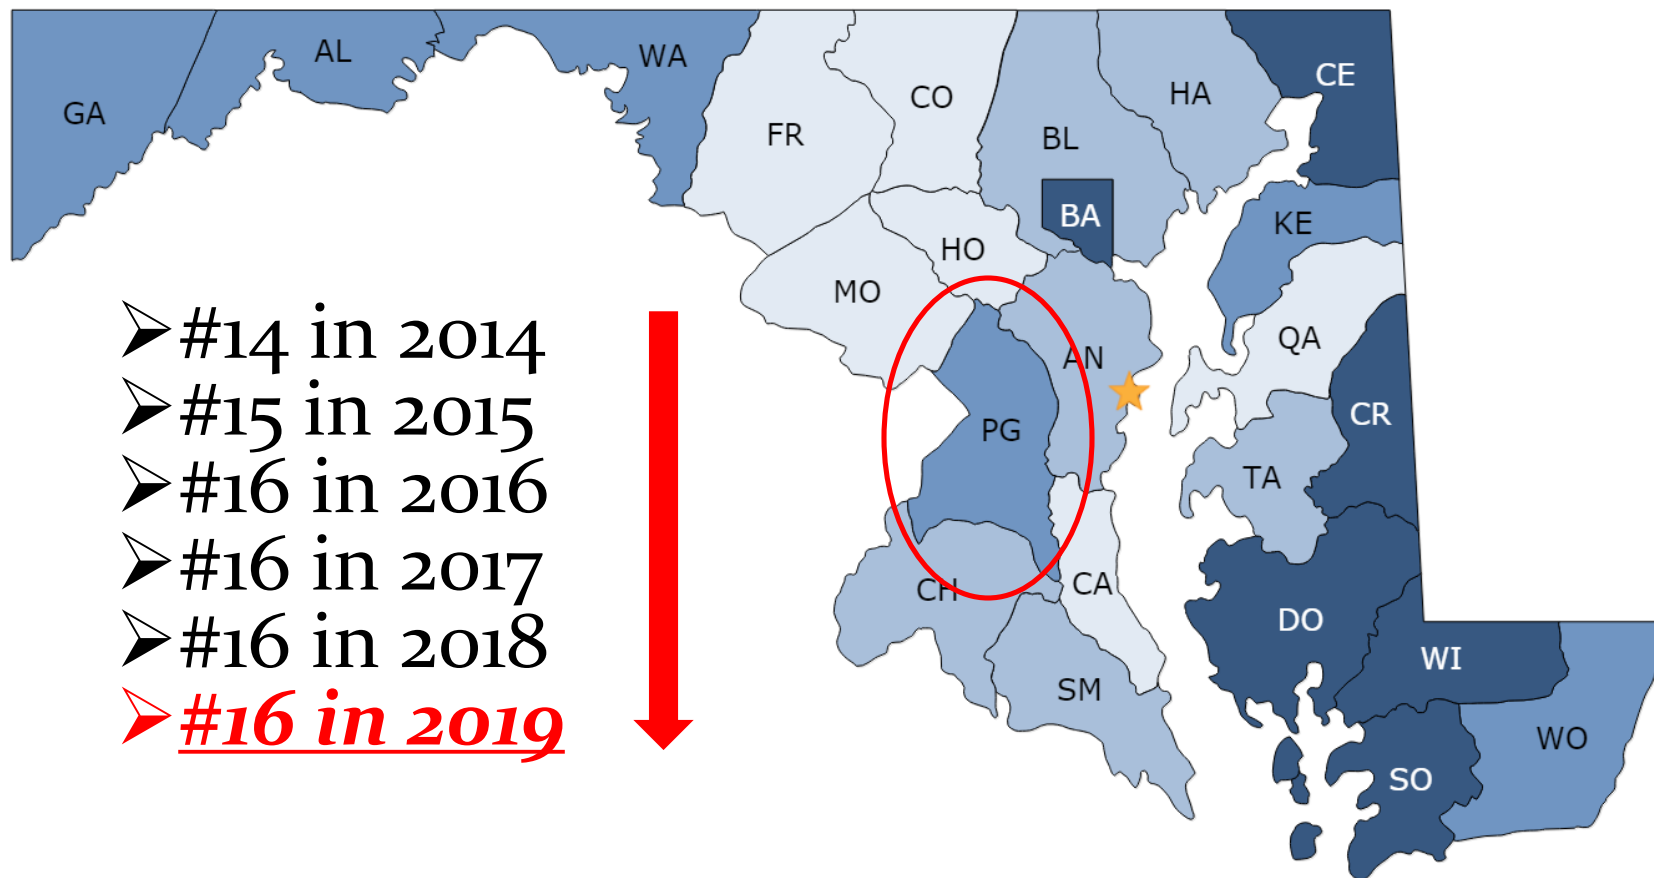 GA
AL
WA
FR
CO
BL
HA
CE
BA
KE
HO
MO
QA
AN
PG
CR
TA
CH
CA
DO
WI
SM
WO
SO
➢#14 in 2014
➢#15 in 2015
➢#16 in 2016
➢#16 in 2017
➢#16 in 2018
➢#16 in 2019